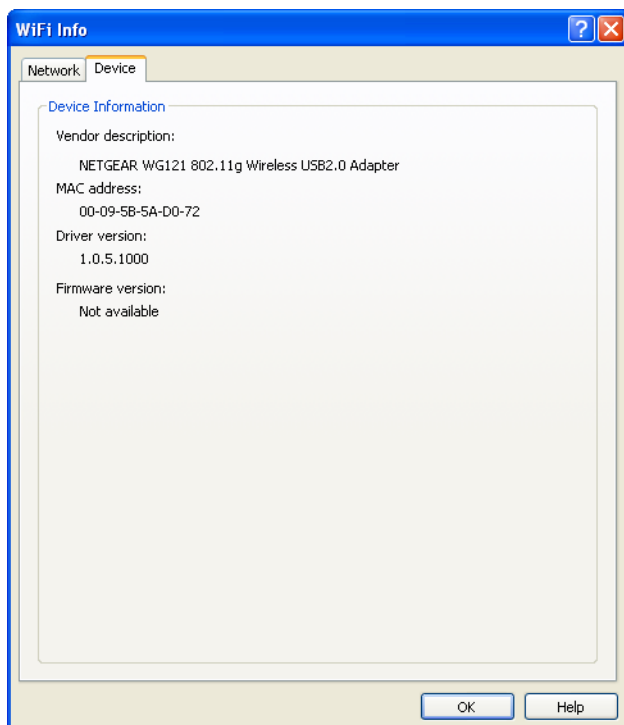 WiFi Info
?
Network Device
Device Information
Vendor description:
NETGEAR WG121 802.11g Wireless USB2.0 Adapter
MAC address:
00-09-5B-5A-D0-72
Driver version:
1.0.5.1000
Firmware version:
Not available
OK Help